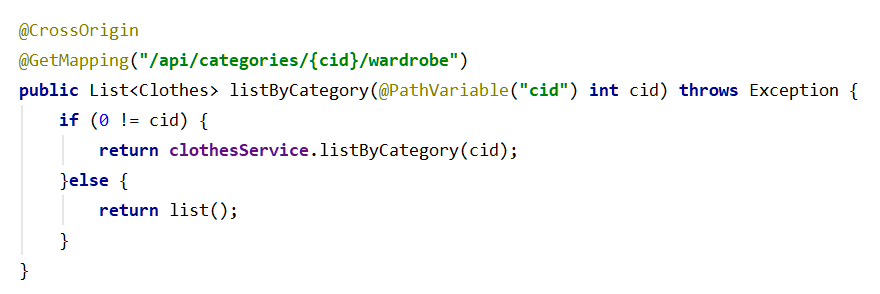 @CrossOrigin
@GetMapping("/api/categories/{cid}/wardrobe")
public List<Clothes> listByCategory(@PathVariable("cid") int cid) throws Exception {
    if (0 != cid) {
        return clothesService.listByCategory(cid);
    }else {
        return list();
    }
}